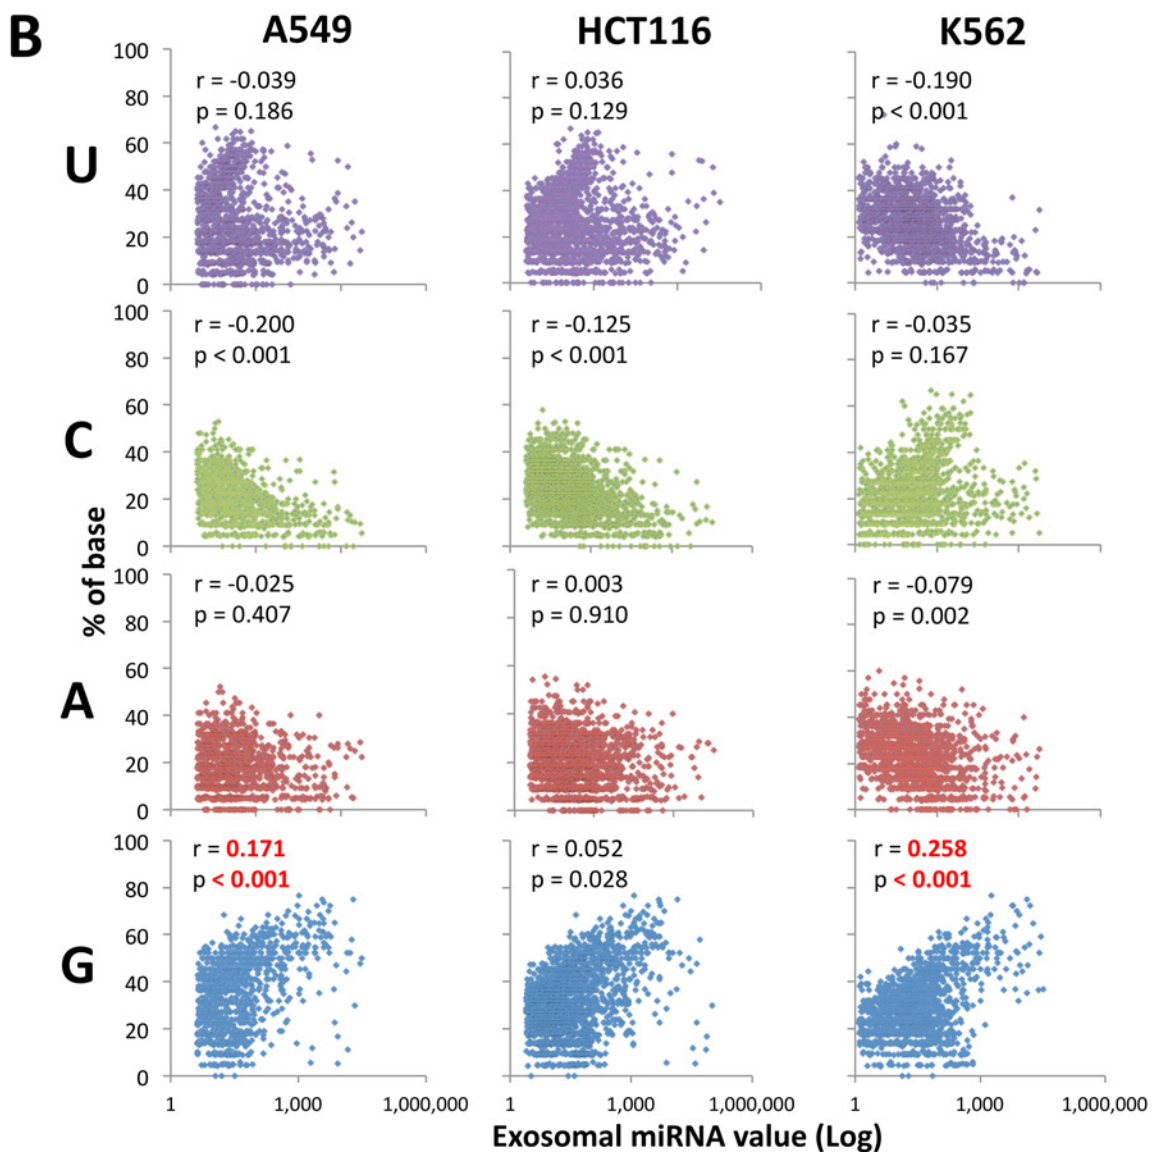 B
A549 HCT116 K562
U
100
80
60
40
20
0
r = -0.039
p = 0.186
r = 0.036
p = 0.129
r = -0.190
p < 0.001
C
100
80
60
40
20
0
r = -0.200
p < 0.001
r = -0.125
p < 0.001
r = -0.035
p = 0.167
% of base
A
100
80
60
40
20
0
r = -0.025
p = 0.407
r = 0.003
p = 0.910
r = -0.079
p = 0.002
G
100
80
60
40
20
0
r = 0.171
p < 0.001
r = 0.052
p = 0.028
r = 0.258
p < 0.001
1 1,000 1,000,000 1 1,000 1,000,000 1 1,000 1,000,000
Exosomal miRNA value (Log)